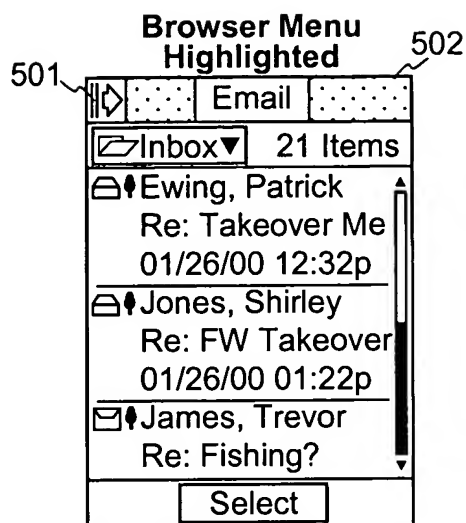 Browser Menu
Highlighted
501
502
Email
Inbox▼ 21 Items
Ewing, Patrick
Re: Takeover Me
01/26/00 12:32p
Jones, Shirley
Re: FW Takeover
01/26/00 01:22p
James, Trevor
Re: Fishing?
Select